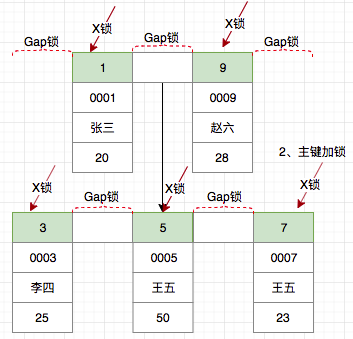 X锁
X锁
Gap锁
Gap锁
Gap锁
1
9
0001
0009
张三
赵六
20
28
2、主键加锁
X锁
X锁
X锁
Gap锁
Gap锁
3
5
7
0003
0005
0007
李四
王五
王五
25
50
23